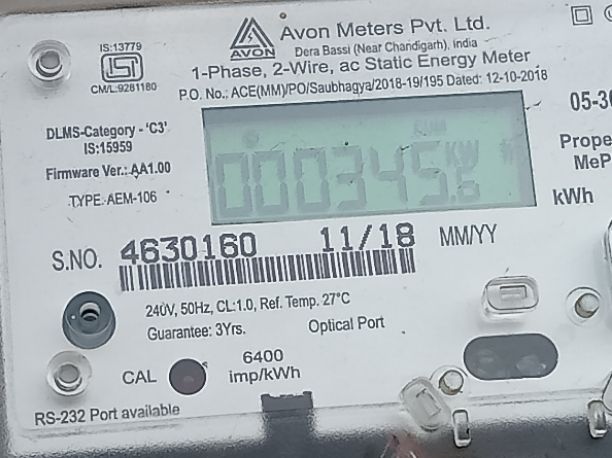 IS:13779
CM/L:9281180
AVON
Avon Meters Pvt. Ltd.
Dera Bassi (Near Chandigarh), India
1-Phase, 2-Wire, ac Static Energy Meter
P.O. No.: ACE(MM)/PO/Saubhagya/2018-19/195 Dated: 12-10-2018
DLMS-Category - 'C3'
IS:15959
Firmware Ver.: AA1.00
TYPE: AEM-106
000345.6
KW
05-30
Prope
MeP
kWh
S.NO. 4630160 11/18 MM/YY
240V, 50Hz, CL:1.0, Ref. Temp. 27°C
Guarantee: 3Yrs. Optical Port
CAL
6400
imp/kWh
RS-232 Port available